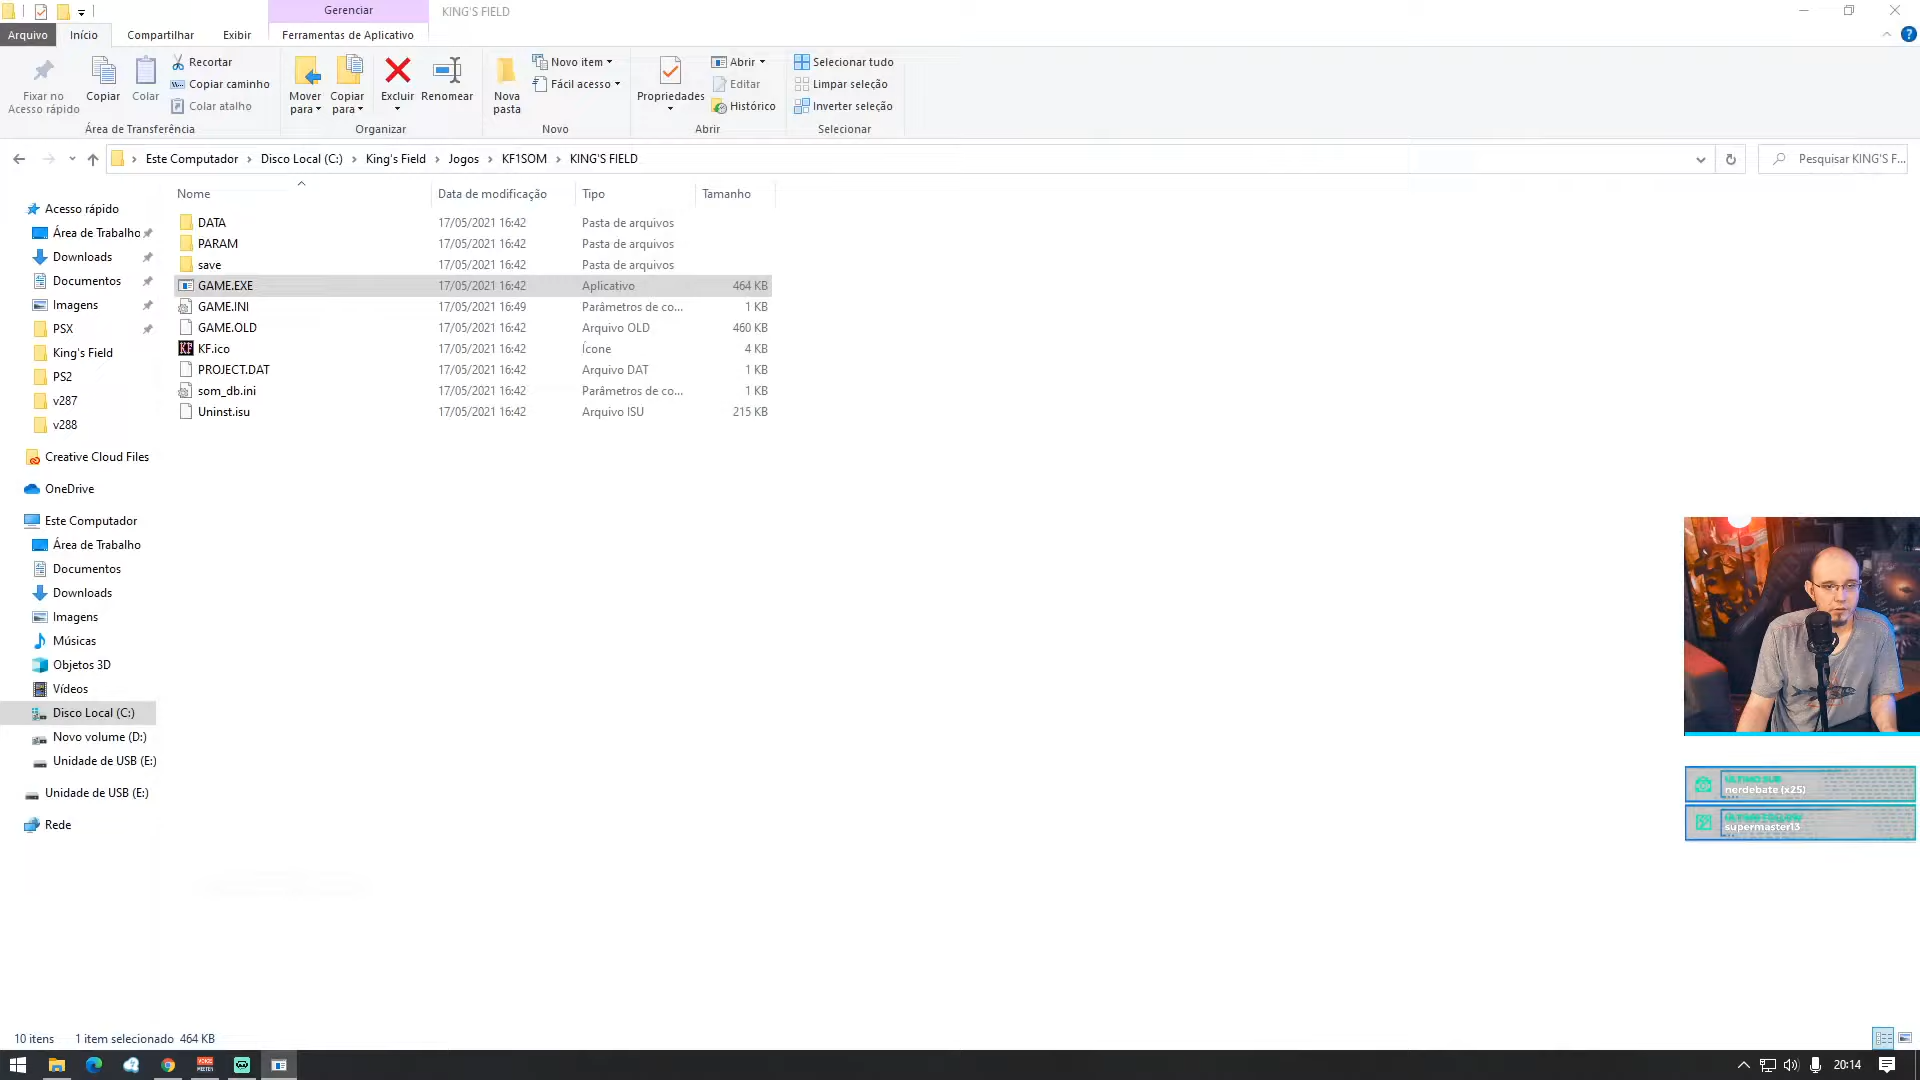 Gerenciar
KING'S FIELD
Arquivo
Início
Compartilhar
Exibir
Ferramentas de Aplicativo
Fixar no
Acesso rápido
Copiar
Colar
Recortar
Copiar caminho
Colar atalho
Área de Transferência
Mover
para
Copiar
para
Excluir
Renomear
Organizar
Nova
pasta
Novo item
Fácil acesso
Novo
Propriedades
Abrir
Editar
Histórico
Abrir
Selecionar tudo
Limpar seleção
Inverter seleção
Selecionar
Este Computador > Disco Local (C:) > King's Field > Jogos > KF1SOM > KING'S FIELD
Pesquisar KING'S F...
Nome Data de modificação Tipo Tamanho
DATA 17/05/2021 16:42 Pasta de arquivos
PARAM 17/05/2021 16:42 Pasta de arquivos
save 17/05/2021 16:42 Pasta de arquivos
GAME.EXE 17/05/2021 16:42 Aplicativo 464 KB
GAME.INI 17/05/2021 16:49 Parâmetros de co... 1 KB
GAME.OLD 17/05/2021 16:42 Arquivo OLD 460 KB
KF.ico 17/05/2021 16:42 Ícone 4 KB
PROJECT.DAT 17/05/2021 16:42 Arquivo DAT 1 KB
som_db.ini 17/05/2021 16:42 Parâmetros de co... 1 KB
Uninst.isu 17/05/2021 16:42 Arquivo ISU 215 KB
Acesso rápido
Área de Trabalho
Downloads
Documentos
Imagens
PSX
King's Field
PS2
v287
v288
Creative Cloud Files
OneDrive
Este Computador
Área de Trabalho
Documentos
Downloads
Imagens
Músicas
Objetos 3D
Vídeos
Disco Local (C:)
Novo volume (D:)
Unidade de USB (E:)
Unidade de USB (E:)
Rede
ÚLTIMO SUB
nerdebate (x25)
supermaster13
10 itens 1 item selecionado 464 KB
20:14